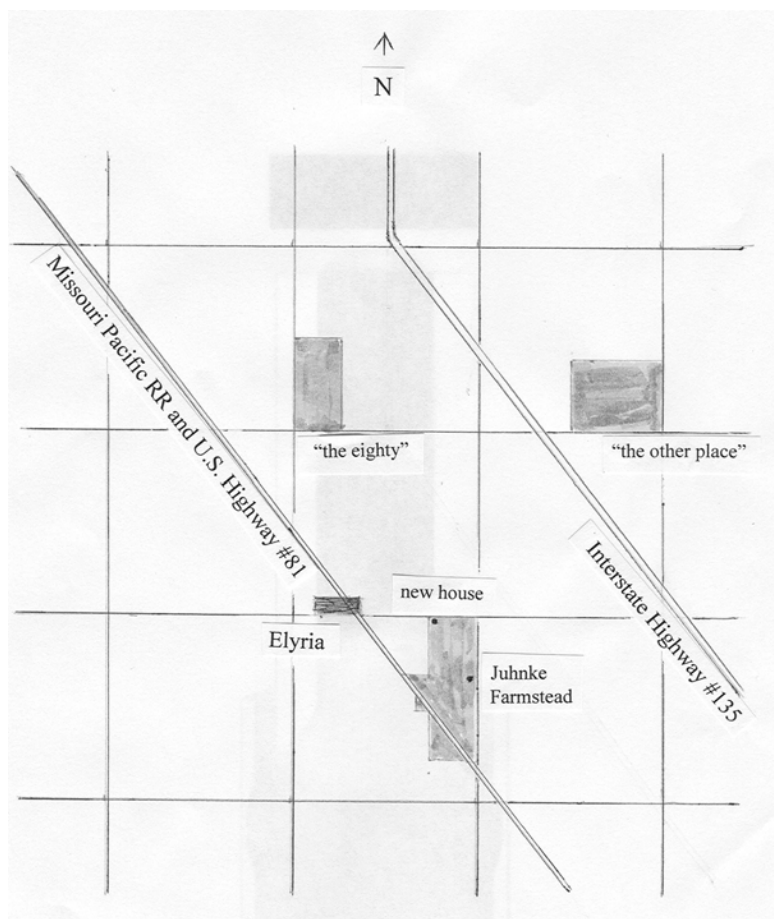 N
Missouri Pacific RR and U.S. Highway #81
“the eighty”
“the other place”
new house
Interstate Highway #135
Elyria
Juhnke
Farmstead